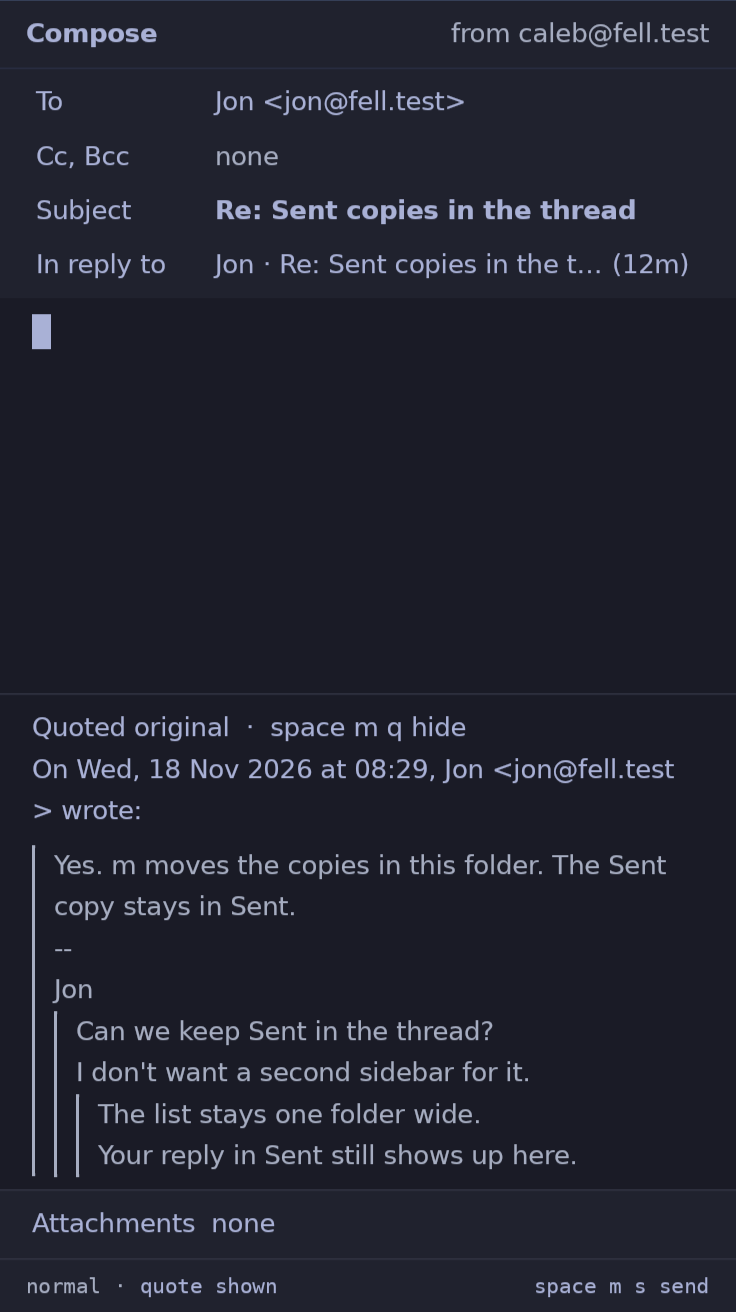 Compose from caleb@fell.test
To Jon <jon@fell.test>
Cc, Bcc none
Subject Re: Sent copies in the thread
In reply to Jon · Re: Sent copies in the t… (12m)
Quoted original · space m q hide
On Wed, 18 Nov 2026 at 08:29, Jon <jon@fell.test
> wrote:
Yes. m moves the copies in this folder. The Sent
copy stays in Sent.
--
Jon
Can we keep Sent in the thread?
I don't want a second sidebar for it.
The list stays one folder wide.
Your reply in Sent still shows up here.
Attachments none
normal · quote shown space m s send